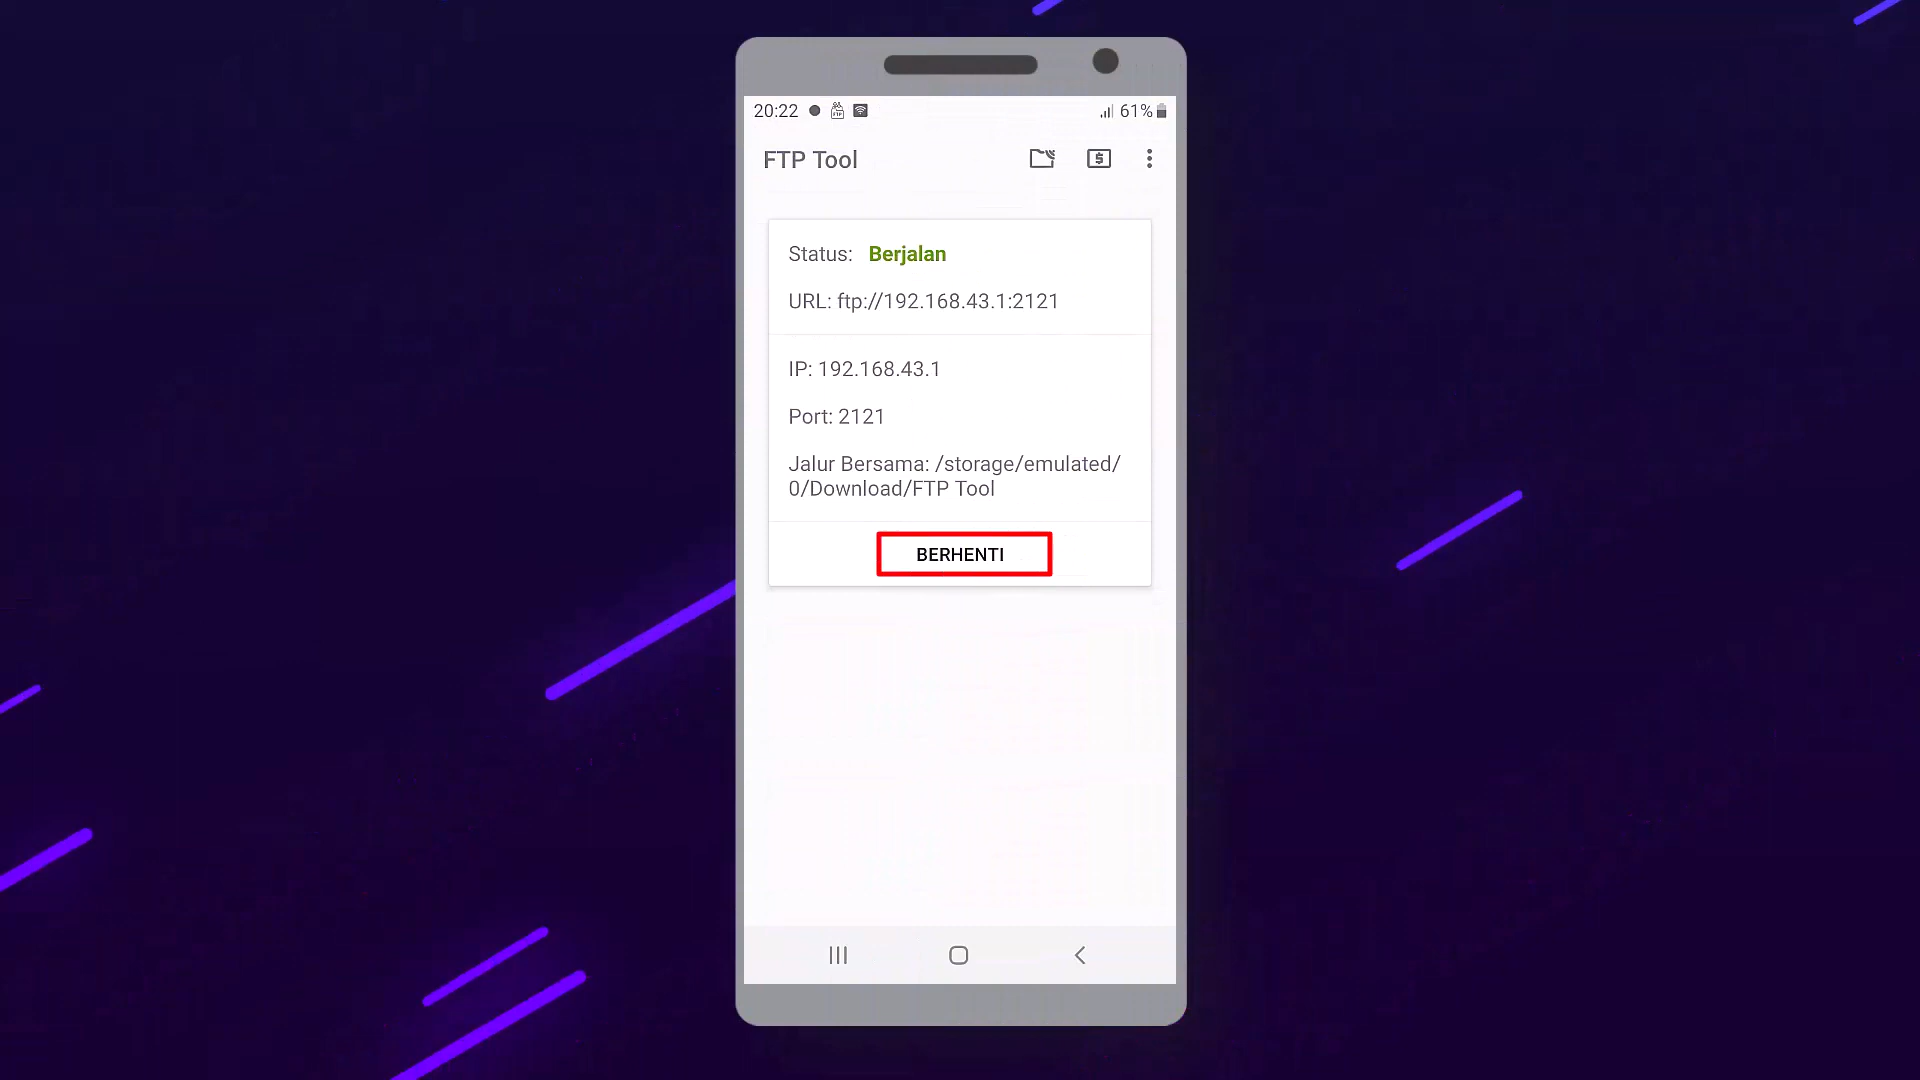 20:22
61%
FTP Tool
Status: Berjalan
URL: ftp://192.168.43.1:2121
IP: 192.168.43.1
Port: 2121
Jalur Bersama: /storage/emulated/
0/Download/FTP Tool
BERHENTI